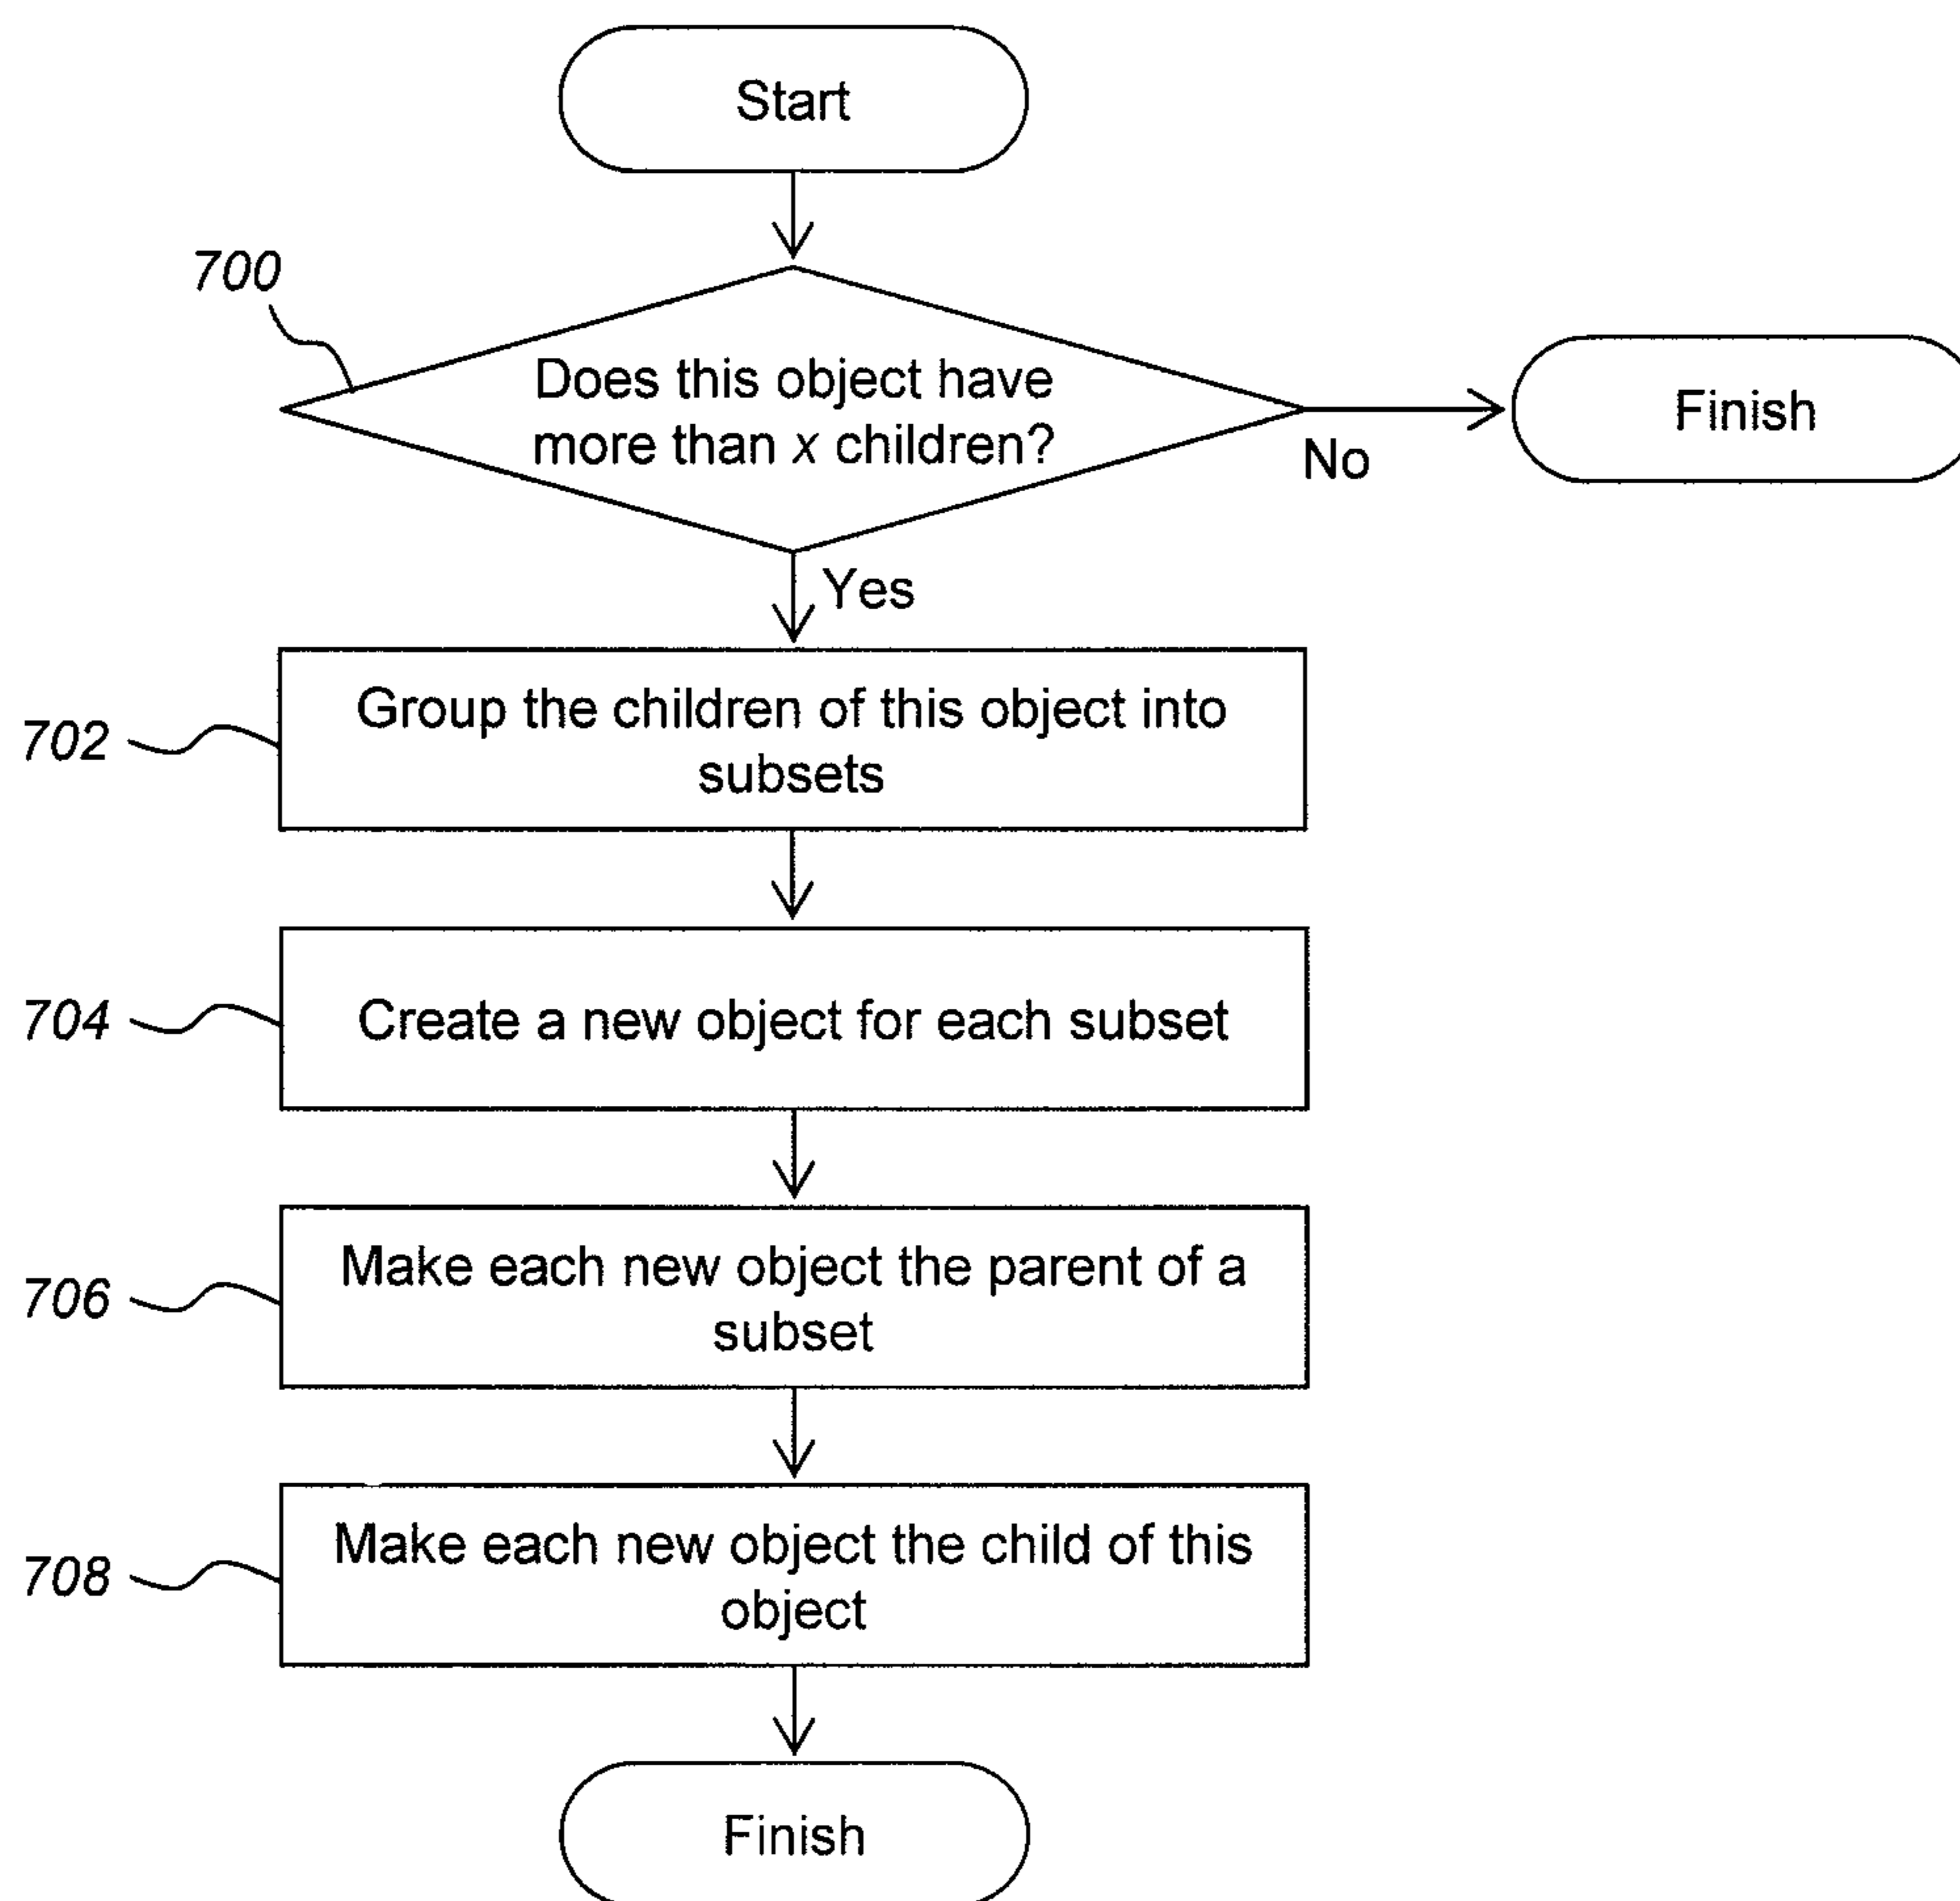 Start
700
Does this object have
more than x children?
No
Finish
Yes
702
Group the children of this object into
subsets
704
Create a new object for each subset
706
Make each new object the parent of a
subset
708
Make each new object the child of this
object
Finish